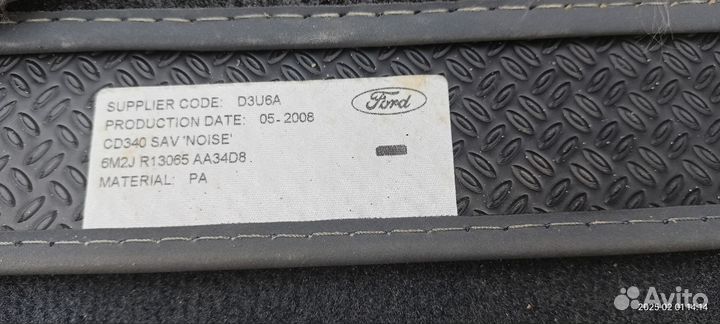 SUPPLIER CODE: D3U6A
Ford
PRODUCTION DATE: 05-2008
CD340 SAV 'NOISE'
6M2J R13065 AA34D8
MATERIAL: PA
Avito
2025-02-01 14:14